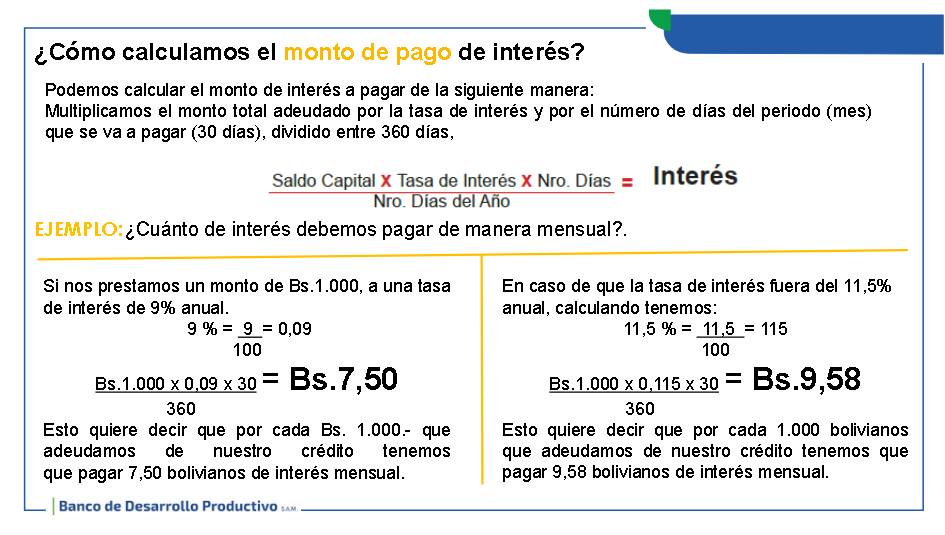 ¿Cómo calculamos el monto de pago de interés?
Podemos calcular el monto de interés a pagar de la siguiente manera:
Multiplicamos el monto total adeudado por la tasa de interés y por el número de días del periodo (mes)
que se va a pagar (30 días), dividido entre 360 días,
Saldo Capital X Tasa de Interés X Nro. Días = Interés
Nro. Días del Año
EJEMPLO: ¿Cuánto de interés debemos pagar de manera mensual?.
Si nos prestamos un monto de Bs.1.000, a una tasa
de interés de 9% anual.
9 % = 9 = 0,09
100
Bs.1.000 x 0,09 x 30 = Bs.7,50
360
Esto quiere decir que por cada Bs. 1.000.- que
adeudamos de nuestro crédito tenemos
que pagar 7,50 bolivianos de interés mensual.
En caso de que la tasa de interés fuera del 11,5%
anual, calculando tenemos:
11,5 % = 11,5 = 115
100
Bs.1.000 x 0,115 x 30 = Bs.9,58
360
Esto quiere decir que por cada 1.000 bolivianos
que adeudamos de nuestro crédito tenemos que
pagar 9,58 bolivianos de interés mensual.
Banco de Desarrollo Productivo S.A.M.